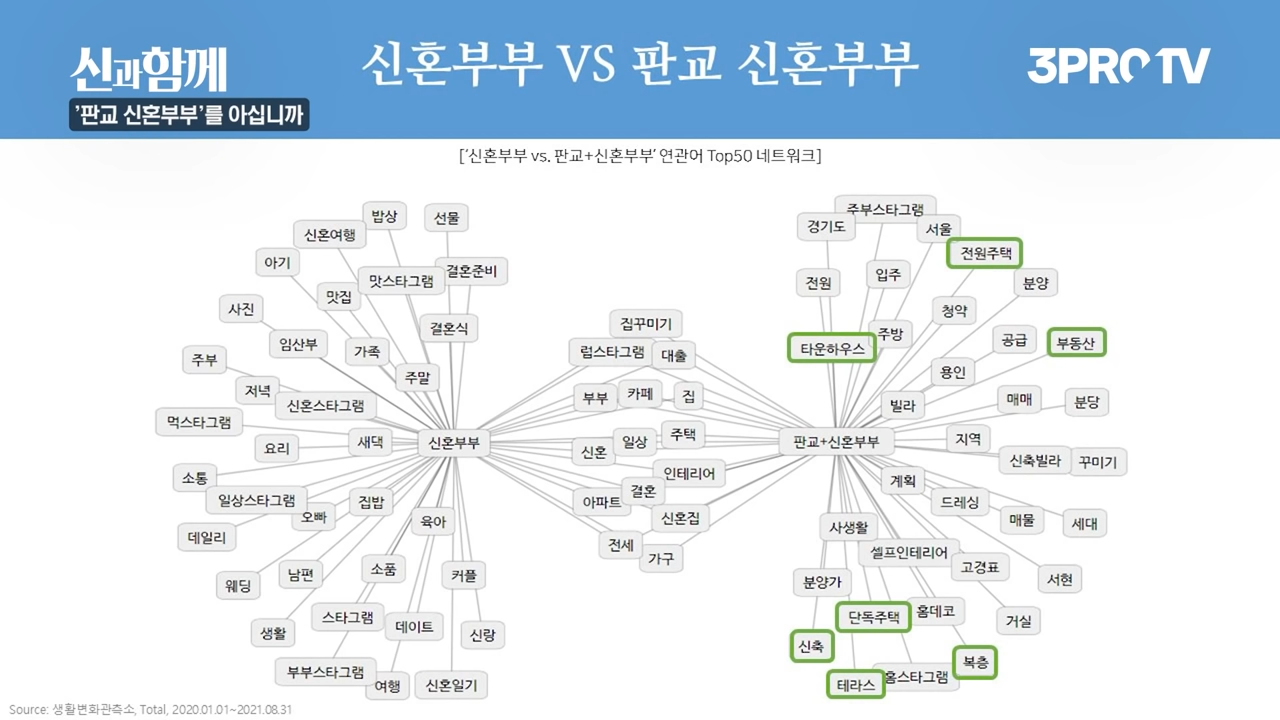 신과함께
'판교 신혼부부'를 아십니까
신혼부부 VS 판교 신혼부부
3PROTV
['신혼부부 vs. 판교+신혼부부' 연관어 Top50 네트워크]
밥상
선물
신혼여행
아기
맛스타그램
결혼준비
맛집
사진
결혼식
임산부
가족
주부
주말
저녁
신혼스타그램
먹스타그램
새댁
신혼부부
요리
소통
일상스타그램
집밥
오빠
육아
데일리
웨딩
남편
소품
커플
스타그램
생활
데이트
신랑
부부스타그램
여행
신혼일기
집꾸미기
럽스타그램
대출
부부
카페
집
신혼
일상
주택
인테리어
아파트
결혼
신혼집
전세
가구
주부스타그램
경기도
서울
전원주택
전원
입주
분양
청약
타운하우스
주방
공급
부동산
용인
빌라
매매
분당
판교+신혼부부
지역
신축빌라
꾸미기
계획
드레싱
매물
세대
사생활
셀프인테리어
고경표
분양가
서현
단독주택
홈데코
거실
신축
복층
테라스
홈스타그램
Source: 생활변화관측소, Total, 2020.01.01~2021.08.31